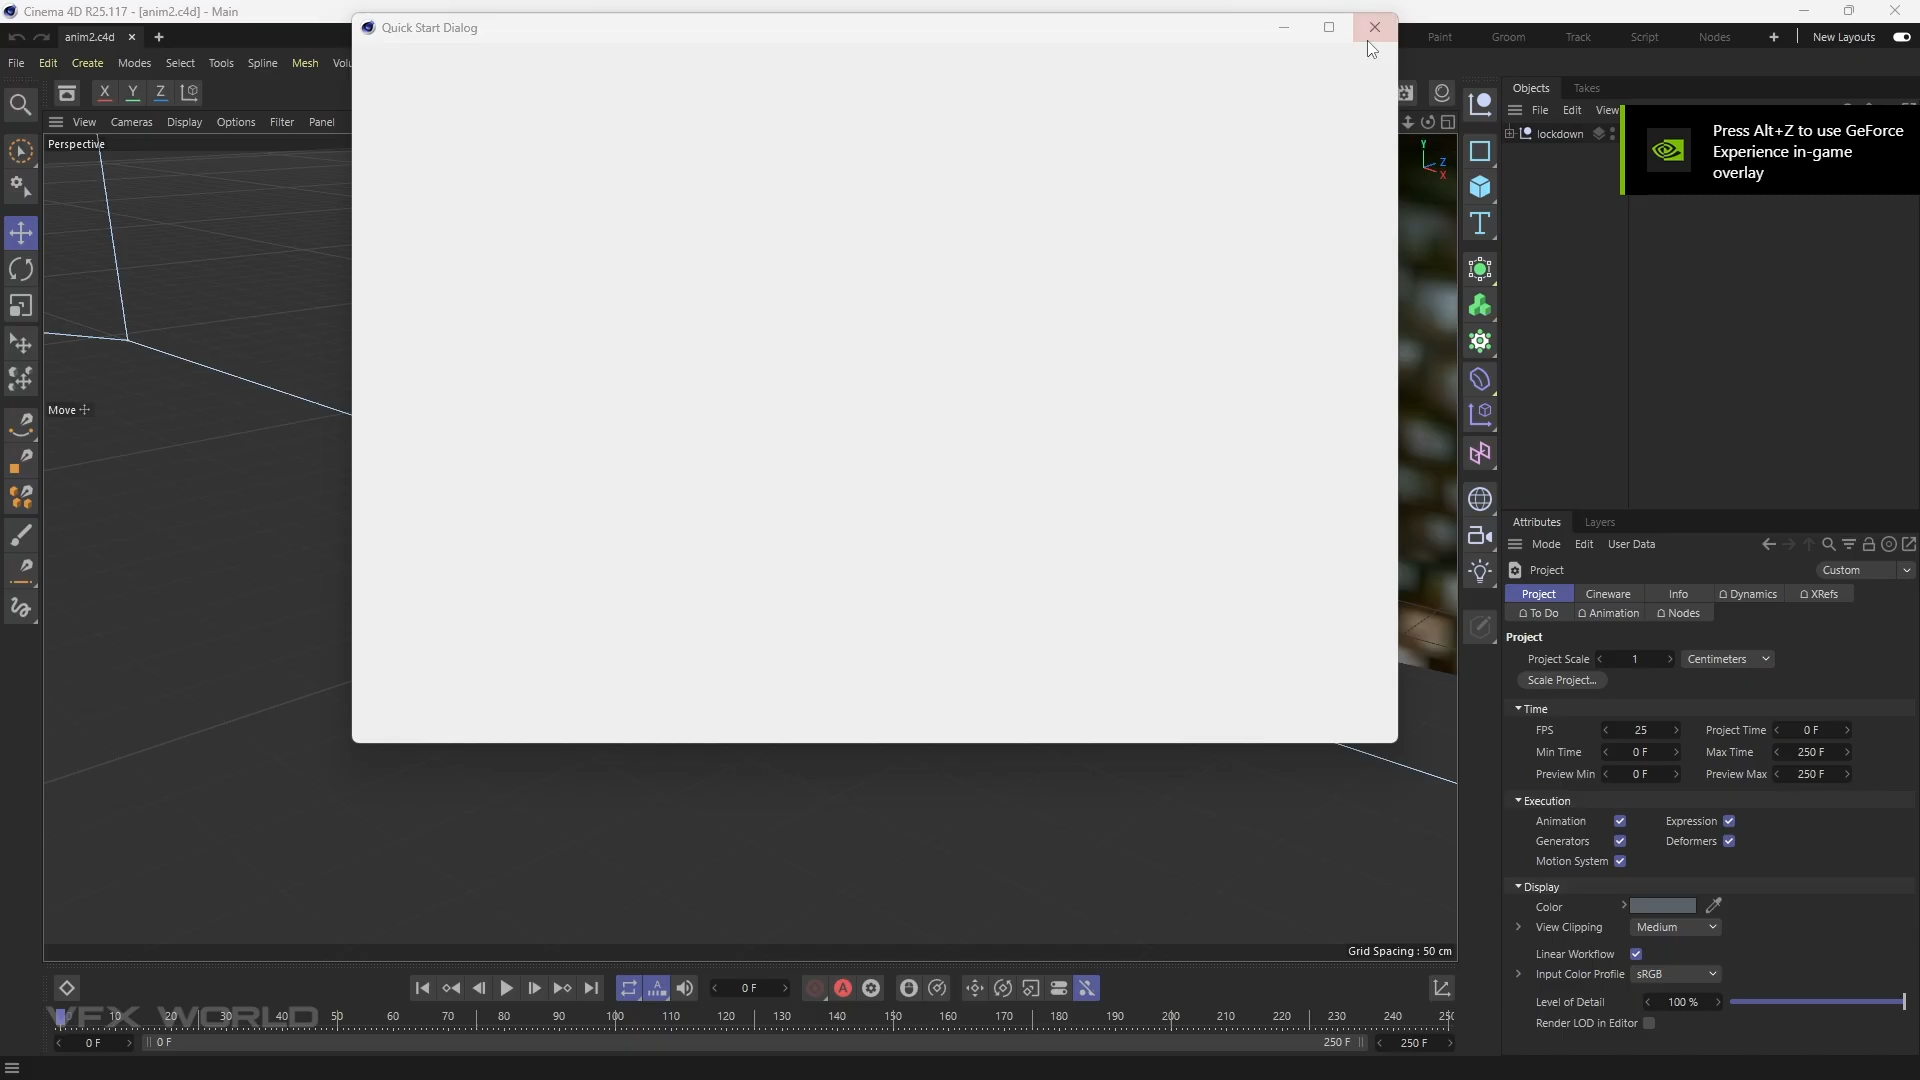 Cinema 4D R25.117 - [anim2.c4d] - Main
Quick Start Dialog
anim2.c4d
Paint Groom Track Script Nodes New Layouts
File Edit Create Modes Select Tools Spline Mesh Volu
X Y Z
Objects Takes
View Cameras Display Options Filter Panel
File Edit View
Perspective
Y
Z
X
lockdown
Press Alt+Z to use GeForce
Experience in-game
overlay
Move
Attributes Layers
Mode Edit User Data
Project Custom
Project Cineware Info Dynamics XRefs
To Do Animation Nodes
Project
Project Scale 1 Centimeters
Scale Project...
Time
FPS 25 Project Time 0 F
Min Time 0 F Max Time 250 F
Preview Min 0 F Preview Max 250 F
Execution
Animation Expression
Generators Deformers
Motion System
Display
Color
View Clipping Medium
Grid Spacing : 50 cm
Linear Workflow
Input Color Profile sRGB
0 F
Level of Detail 100 %
Render LOD in Editor
VFX WORLD
0 10 20 30 40 50 60 70 80 90 100 110 120 130 140 150 160 170 180 190 200 210 220 230 240 25(
0 F 0 F 250 F 250 F